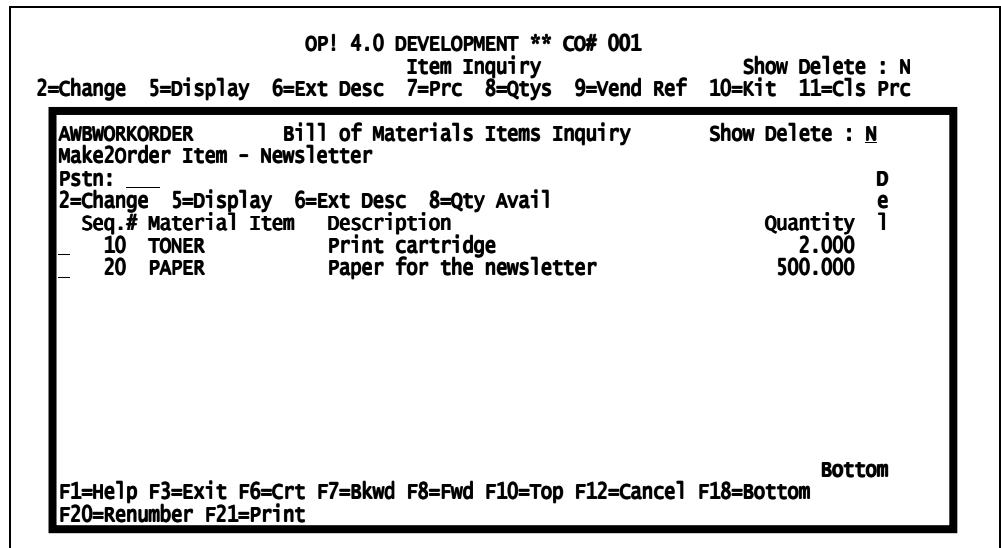 OP! 4.0 DEVELOPMENT ** CO# 001
Item Inquiry Show Delete : N
2=Change 5=Display 6=Ext Desc 7=Prc 8=Qtys 9=Vend Ref 10=Kit 11=Cls Prc
AWBWORKORDER Bill of Materials Items Inquiry Show Delete : N
Make2Order Item - Newsletter
Pstn: ___ D
2=Change 5=Display 6=Ext Desc 8=Qty Avail e
Seq.# Material Item Description Quantity l
_ 10 TONER Print cartridge 2.000
_ 20 PAPER Paper for the newsletter 500.000
Bottom
F1=Help F3=Exit F6=Crt F7=Bkwd F8=Fwd F10=Top F12=Cancel F18=Bottom
F20=Renumber F21=Print